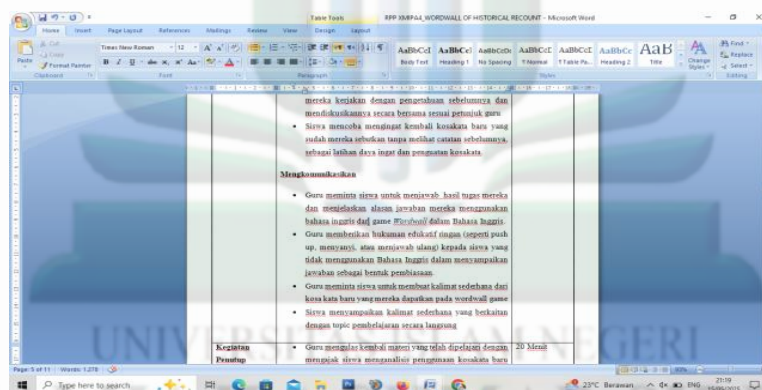 Table Tools
RPP XMIPA4_WORDWALL OF HISTORICAL RECOUNT - Microsoft Word
Home Insert Page Layout References Mailings Review View Design Layout
Cut
Copy
Format Painter
Paste
Clipboard
Times New Roman 12
Font
Paragraph
AaBbCcI AaBbCcl AaBbCcDc AaBbCcI AaBbCcI AaBbCc AaB
Body Text Heading 1 No Spacing ¶ Normal ¶ Table Pa... Heading 2 Title
Change Styles
Styles
Find
Replace
Select
Editing
mereka kerjakan dengan pengetahuan sebelumnya dan
mendiskusikannya secara bersama sesuai petunjuk guru
• Siswa mencoba mengingat kembali kosakata baru yang
sudah mereka sebutkan tanpa melihat catatan sebelumnya,
sebagai latihan daya ingat dan penguatan kosakata.
Mengkomunikasikan
• Guru meminta siswa untuk menjawab hasil tugas mereka
dan menjelaskan alasan jawaban mereka menggunakan
bahasa inggris dari game Wordwall dalam Bahasa Inggris.
• Guru memberikan hukuman edukatif ringan (seperti push
up, menyanyi, atau menjawab ulang) kepada siswa yang
tidak menggunakan Bahasa Inggris dalam menyampaikan
jawaban sebagai bentuk pembiasaan.
• Guru meminta siswa untuk membuat kalimat sederhana dari
kosa kata baru yang mereka dapatkan pada wordwall game
• Siswa menyampaikan kalimat sederhana yang berkaitan
dengan topic pembelajaran secara langsung
Kegiatan
Penutup
• Guru mengulas kembali materi yang telah dipelajari dengan
mengajak siswa menganalisis penggunaan kosakata baru
20 Menit
Page: 5 of 11 Words: 1,278
Type here to search
23°C Berawan
ENG
21:19